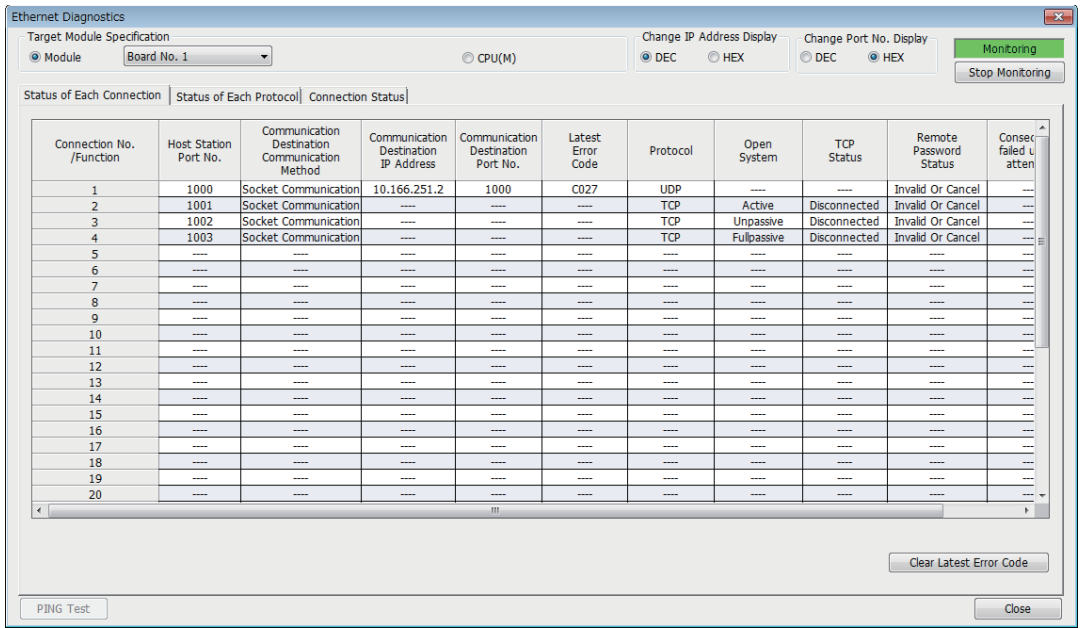 Ethernet Diagnostics
Target Module Specification
Module
Board No. 1
CPU(M)
Change IP Address Display
DEC
HEX
Change Port No. Display
DEC
HEX
Monitoring
Stop Monitoring
Status of Each Connection
Status of Each Protocol
Connection Status
Connection No. /Function
Host Station Port No.
Communication Destination Communication Method
Communication Destination IP Address
Communication Destination Port No.
Latest Error Code
Protocol
Open System
TCP Status
Remote Password Status
Consec failed u atten
1 1000 Socket Communication 10.166.251.2 1000 C027 UDP ---- ---- Invalid Or Cancel ---
2 1001 Socket Communication ---- ---- ---- TCP Active Disconnected Invalid Or Cancel ---
3 1002 Socket Communication ---- ---- ---- TCP Unpassive Disconnected Invalid Or Cancel ---
4 1003 Socket Communication ---- ---- ---- TCP Fullpassive Disconnected Invalid Or Cancel ---
5 ---- ---- ---- ---- ---- ---- ---- ---- ---- ---
6 ---- ---- ---- ---- ---- ---- ---- ---- ---- ---
7 ---- ---- ---- ---- ---- ---- ---- ---- ---- ---
8 ---- ---- ---- ---- ---- ---- ---- ---- ---- ---
9 ---- ---- ---- ---- ---- ---- ---- ---- ---- ---
10 ---- ---- ---- ---- ---- ---- ---- ---- ---- ---
11 ---- ---- ---- ---- ---- ---- ---- ---- ---- ---
12 ---- ---- ---- ---- ---- ---- ---- ---- ---- ---
13 ---- ---- ---- ---- ---- ---- ---- ---- ---- ---
14 ---- ---- ---- ---- ---- ---- ---- ---- ---- ---
15 ---- ---- ---- ---- ---- ---- ---- ---- ---- ---
16 ---- ---- ---- ---- ---- ---- ---- ---- ---- ---
17 ---- ---- ---- ---- ---- ---- ---- ---- ---- ---
18 ---- ---- ---- ---- ---- ---- ---- ---- ---- ---
19 ---- ---- ---- ---- ---- ---- ---- ---- ---- ---
20 ---- ---- ---- ---- ---- ---- ---- ---- ---- ---
Clear Latest Error Code
PING Test
Close